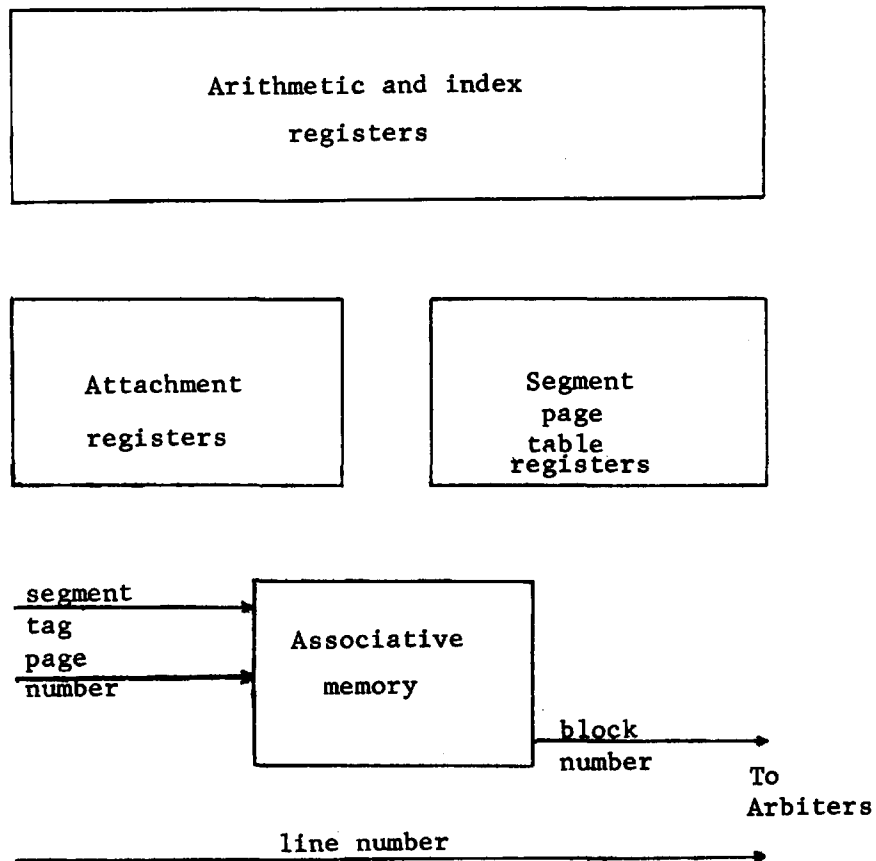 Arithmetic and index
registers
Attachment
registers
Segment
page
table
registers
segment
tag
page
number
Associative
memory
block
number
To
Arbiters
line number